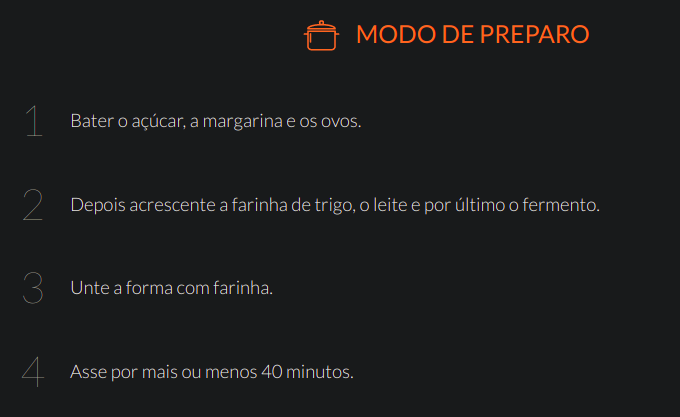 MODO DE PREPARO
1 Bater o açúcar, a margarina e os ovos.
2 Depois acrescente a farinha de trigo, o leite e por último o fermento.
3 Unte a forma com farinha.
4 Asse por mais ou menos 40 minutos.